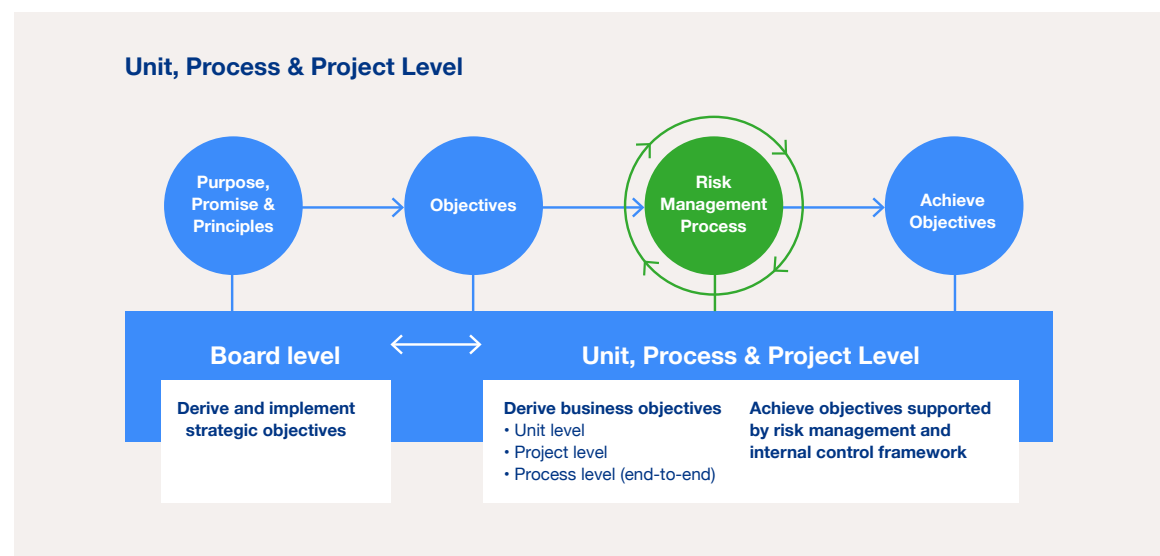 Unit, Process & Project Level
Purpose,
Promise &
Principles
Objectives
Risk
Management
Process
Achieve
Objectives
Board level
Unit, Process & Project Level
Derive and implement
strategic objectives
Derive business objectives
• Unit level
• Project level
• Process level (end-to-end)
Achieve objectives supported
by risk management and
internal control framework